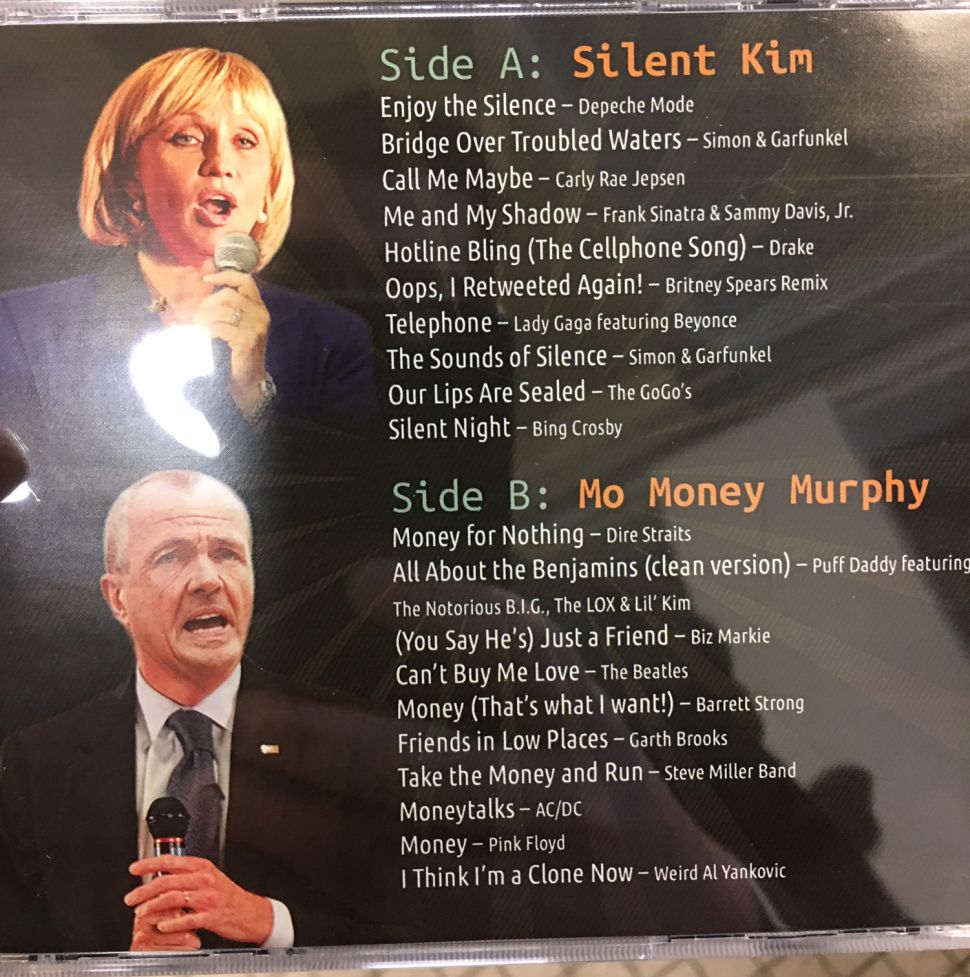 Side A: Silent Kim
Enjoy the Silence – Depeche Mode
Bridge Over Troubled Waters – Simon & Garfunkel
Call Me Maybe – Carly Rae Jepsen
Me and My Shadow – Frank Sinatra & Sammy Davis, Jr.
Hotline Bling (The Cellphone Song) – Drake
Oops, I Retweeted Again! – Britney Spears Remix
Telephone – Lady Gaga featuring Beyonce
The Sounds of Silence – Simon & Garfunkel
Our Lips Are Sealed – The GoGo's
Silent Night – Bing Crosby
Side B: Mo Money Murphy
Money for Nothing – Dire Straits
All About the Benjamins (clean version) – Puff Daddy featuring
The Notorious B.I.G., The LOX & Lil' Kim
(You Say He's) Just a Friend – Biz Markie
Can't Buy Me Love – The Beatles
Money (That's what I want!) – Barrett Strong
Friends in Low Places – Garth Brooks
Take the Money and Run – Steve Miller Band
Moneytalks – AC/DC
Money – Pink Floyd
I Think I'm a Clone Now – Weird Al Yankovic